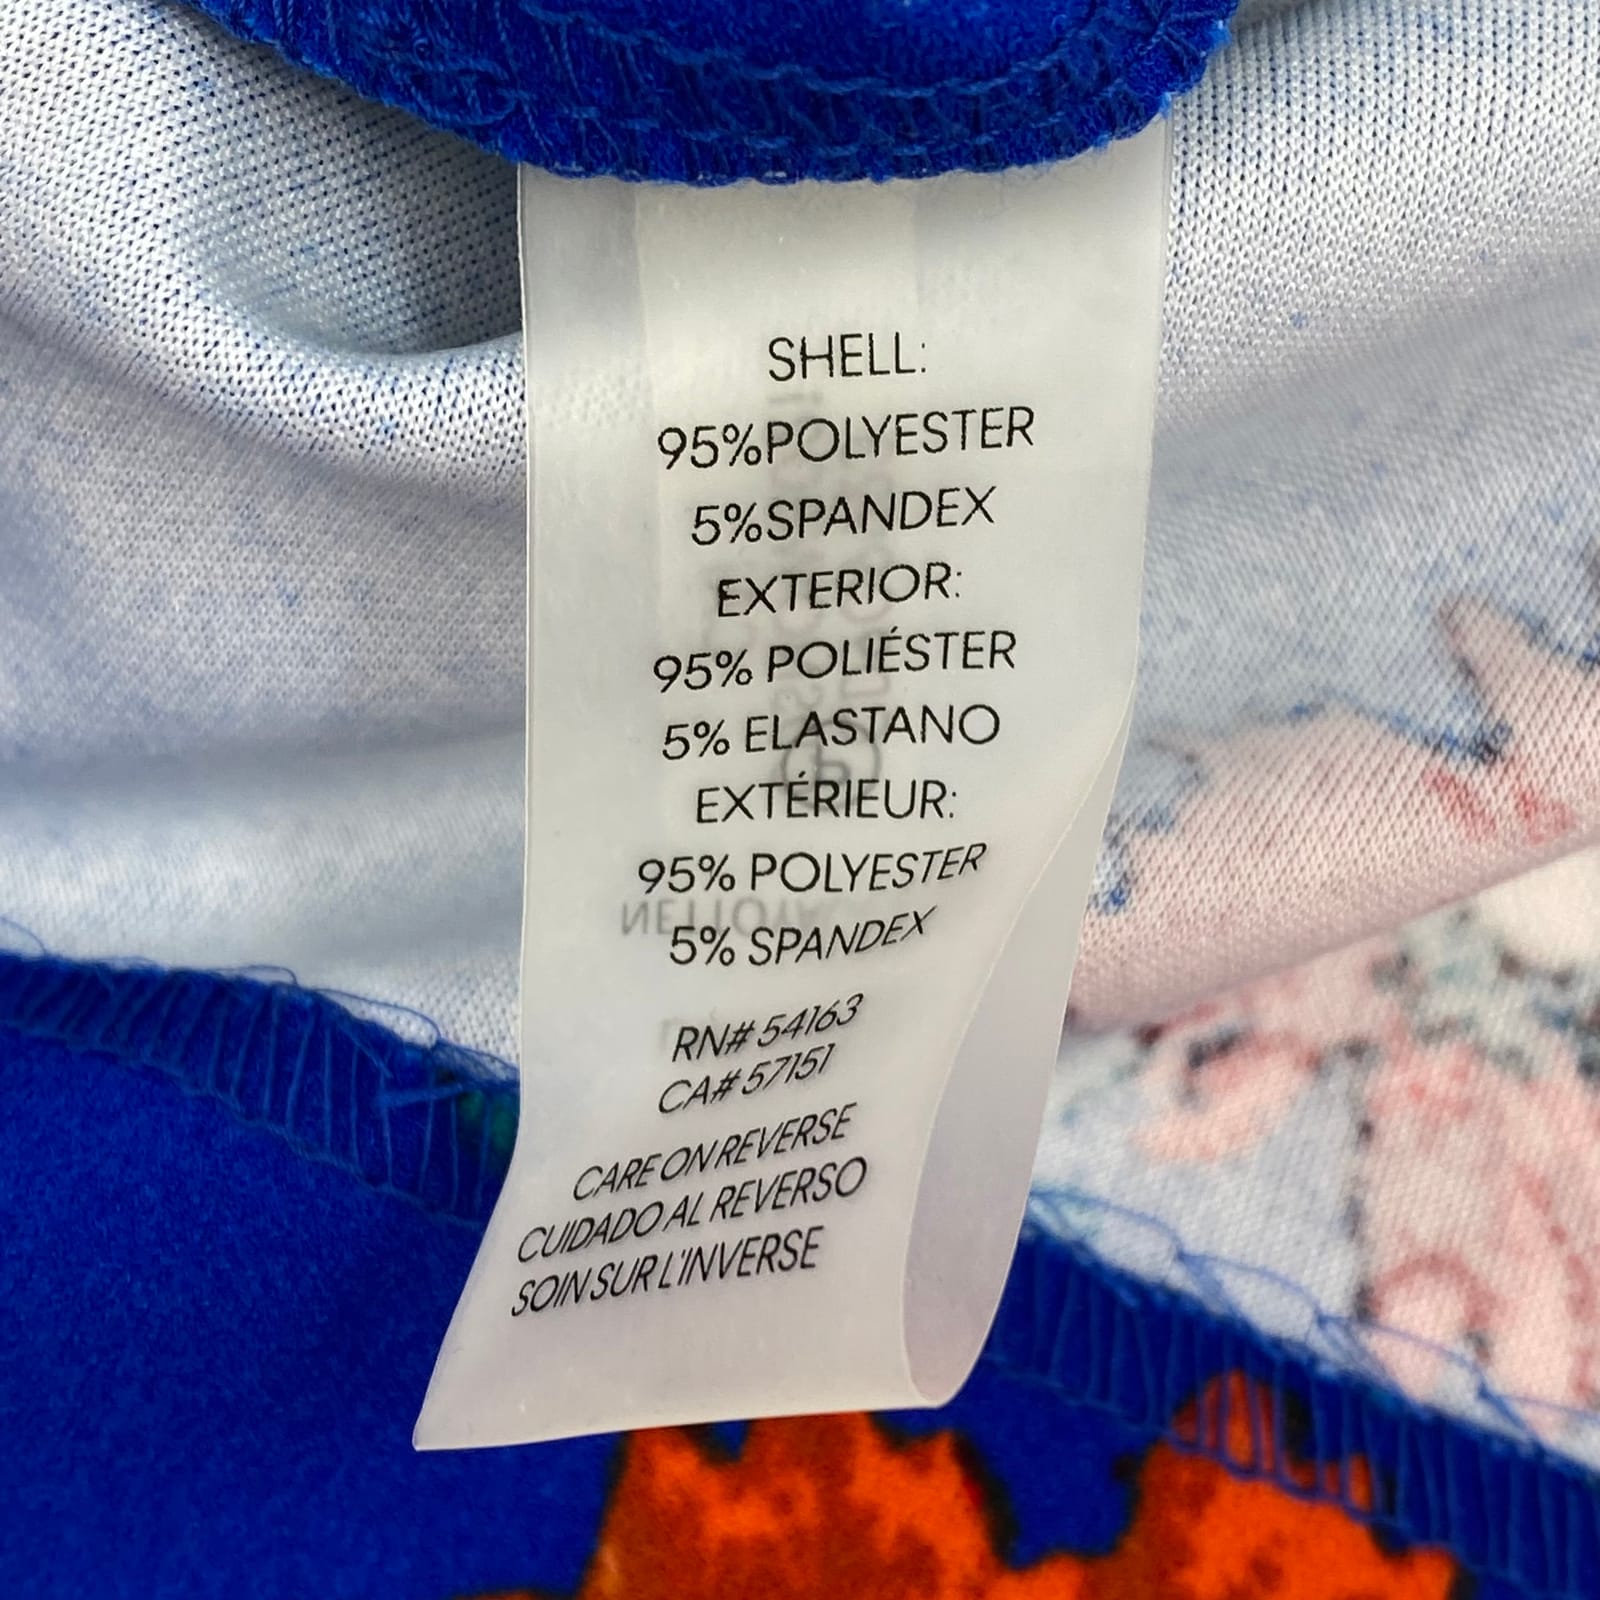 SHELL:
95%POLYESTER
5%SPANDEX
EXTERIOR:
95% POLIÉSTER
5% ELASTANO
EXTÉRIEUR:
95% POLYESTER
5% SPANDEX
RN# 54163
CA# 57151
CARE ON REVERSE
CUIDADO AL REVERSO
SOIN SUR L'INVERSE